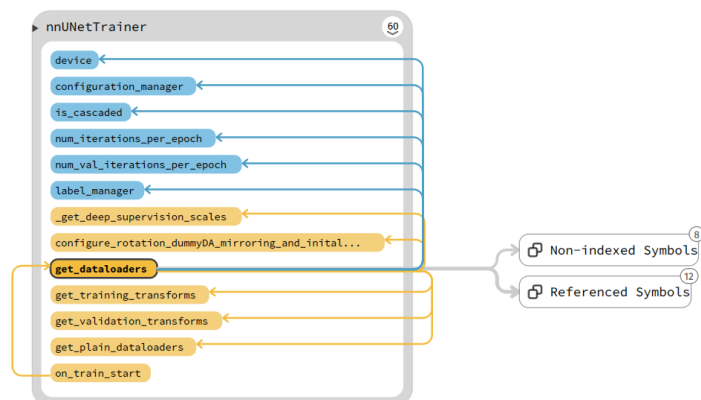 nnUNetTrainer
60
device
configuration_manager
is_cascaded
num_iterations_per_epoch
num_val_iterations_per_epoch
label_manager
_get_deep_supervision_scales
configure_rotation_dummyDA_mirroring_and_inital...
get_dataloaders
get_training_transforms
get_validation_transforms
get_plain_dataloaders
on_train_start
8
Non-indexed Symbols
12
Referenced Symbols